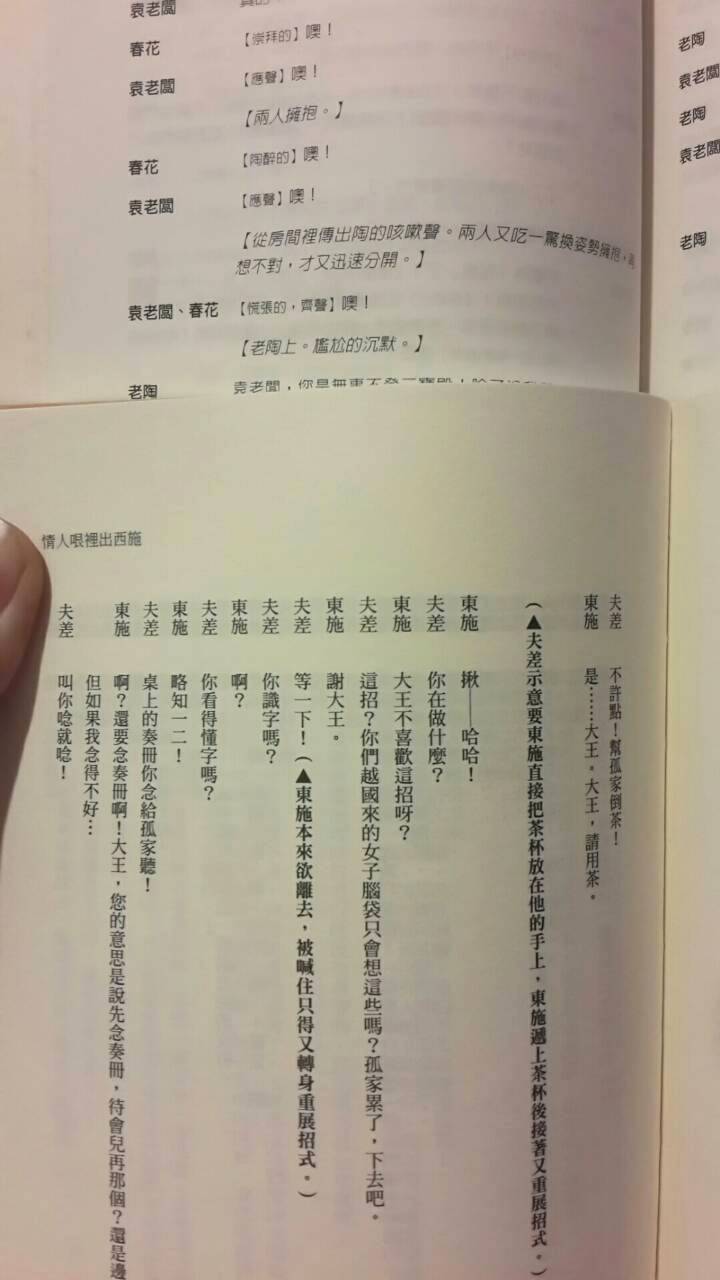 袁老闆
春花 【崇拜的】噢！
袁老闆 【應聲】噢！
【兩人擁抱。】
春花 【陶醉的】噢！
袁老闆 【應聲】噢！
【從房間裡傳出陶的咳嗽聲。兩人又吃一驚換姿勢擁抱，
想不對，才又迅速分開。】
袁老闆、春花 【慌張的，齊聲】噢！
【老陶上。尷尬的沉默。】
老陶 袁老闆，你是無事不登三寶殿！
老陶
袁老闆
老陶
袁老闆
老陶
情人哏裡出西施
夫差 不許點！幫孤家倒茶！
東施 是……大王。大王，請用茶。
（▲夫差示意要東施直接把茶杯放在他的手上，東施遞上茶杯後接著又重展招式。）
東施 揪──哈哈！
夫差 你在做什麼？
東施 大王不喜歡這招呀？
夫差 這招？你們越國來的女子腦袋只會想這些嗎？孤家累了，下去吧。
東施 謝大王。
夫差 等一下！（▲東施本來欲離去，被喊住只得又轉身重展招式。）
夫差 你識字嗎？
東施 啊？
夫差 你看得懂字嗎？
東施 略知一二！
夫差 桌上的奏冊你念給孤家聽！
東施 啊？還要念奏冊啊！大王，您的意思是說先念奏冊，待會兒再那個？還是邊
但如果我念得不好…
夫差 叫你唸就唸！